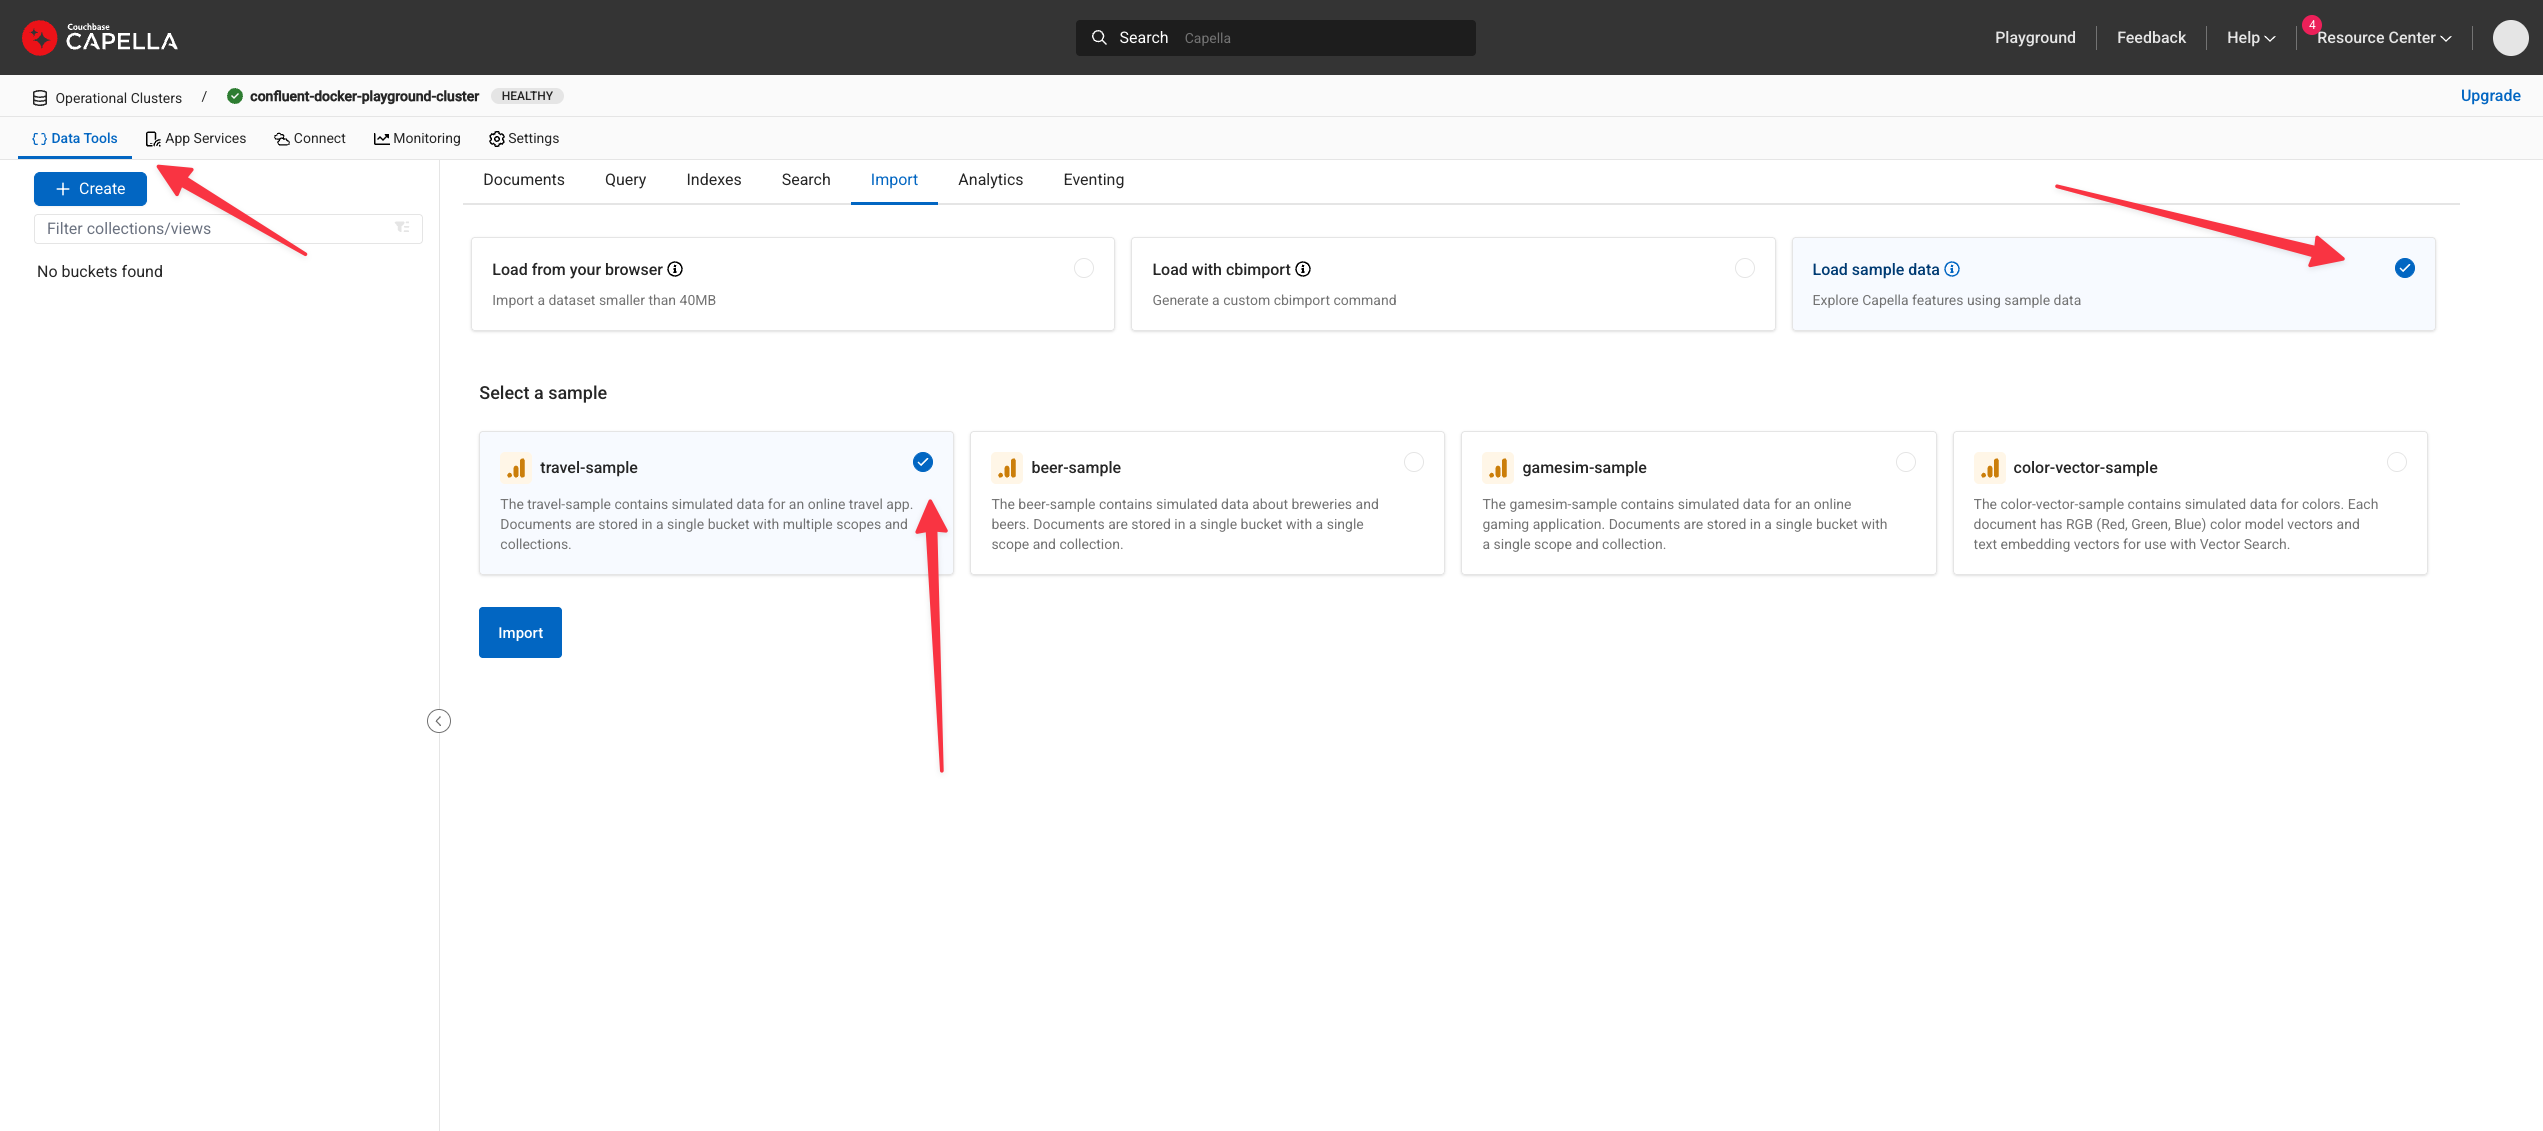 Couchbase
CAPELLA
Search Capella
Playground
Feedback
Help
4
Resource Center
Operational Clusters / confluent-docker-playground-cluster HEALTHY
Upgrade
Data Tools
App Services
Connect
Monitoring
Settings
+ Create
Filter collections/views
No buckets found
Documents
Query
Indexes
Search
Import
Analytics
Eventing
Load from your browser
Import a dataset smaller than 40MB
Load with cbimport
Generate a custom cbimport command
Load sample data
Explore Capella features using sample data
Select a sample
travel-sample
The travel-sample contains simulated data for an online travel app.
Documents are stored in a single bucket with multiple scopes and
collections.
beer-sample
The beer-sample contains simulated data about breweries and
beers. Documents are stored in a single bucket with a single
scope and collection.
gamesim-sample
The gamesim-sample contains simulated data for an online
gaming application. Documents are stored in a single bucket with
a single scope and collection.
color-vector-sample
The color-vector-sample contains simulated data for colors. Each
document has RGB (Red, Green, Blue) color model vectors and
text embedding vectors for use with Vector Search.
Import